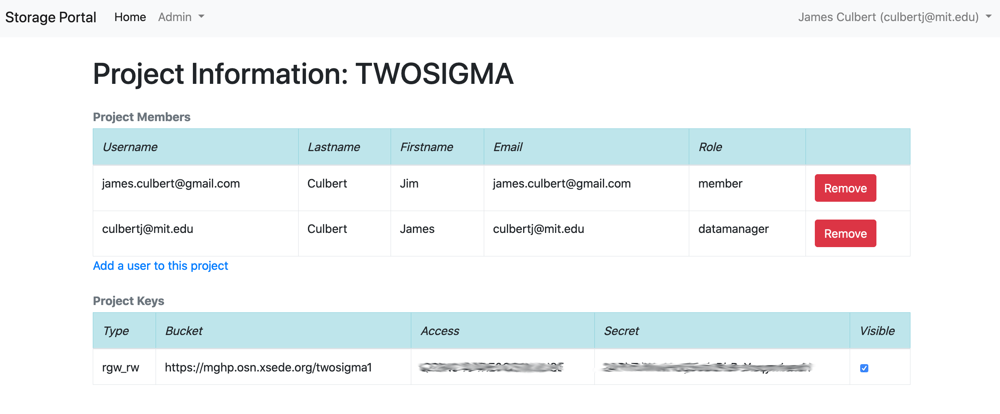 Storage Portal Home Admin James Culbert (culbertj@mit.edu)
Project Information: TWOSIGMA
Project Members
Username Lastname Firstname Email Role
james.culbert@gmail.com Culbert Jim james.culbert@gmail.com member Remove
culbertj@mit.edu Culbert James culbertj@mit.edu datamanager Remove
Add a user to this project
Project Keys
Type Bucket Access Secret Visible
rgw_rw https://mghp.osn.xsede.org/twosigma1